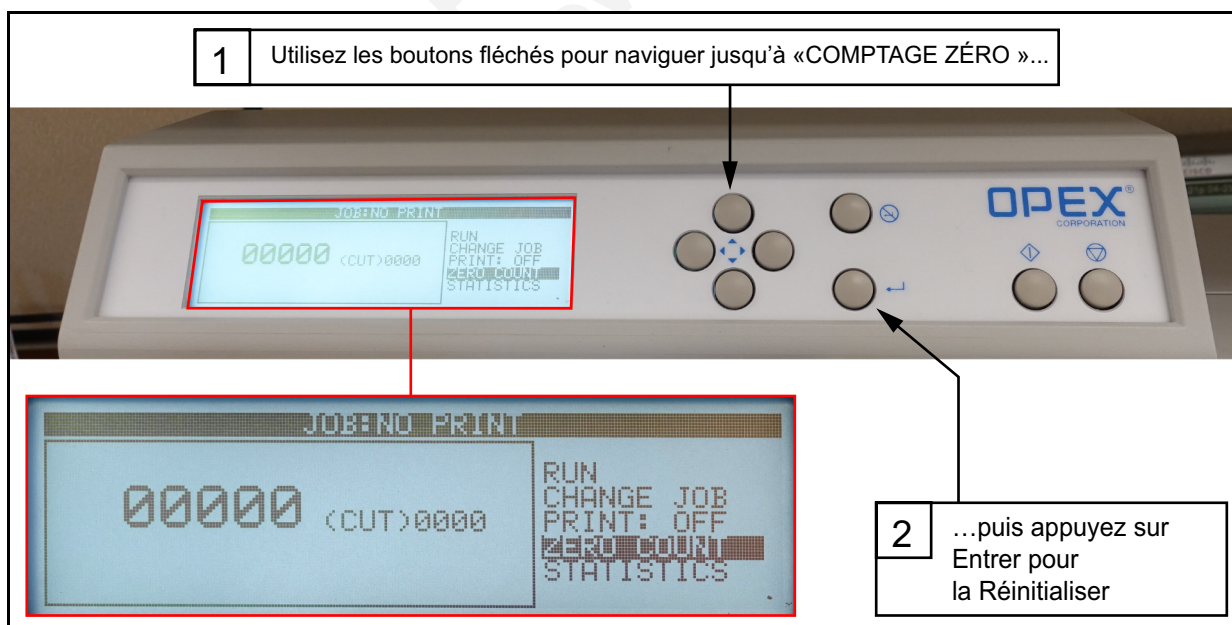 1
Utilisez les boutons fléchés pour naviguer jusqu'à «COMPTAGE ZÉRO »...
JOB:NO PRINT
00000 (CUT)0000
RUN
CHANGE JOB
PRINT: OFF
ZERO COUNT
STATISTICS
OPEX®
CORPORATION
CISCO
JOB:NO PRINT
00000 (CUT)0000
RUN
CHANGE JOB
PRINT: OFF
ZERO COUNT
STATISTICS
2
…puis appuyez sur
Entrer pour
la Réinitialiser